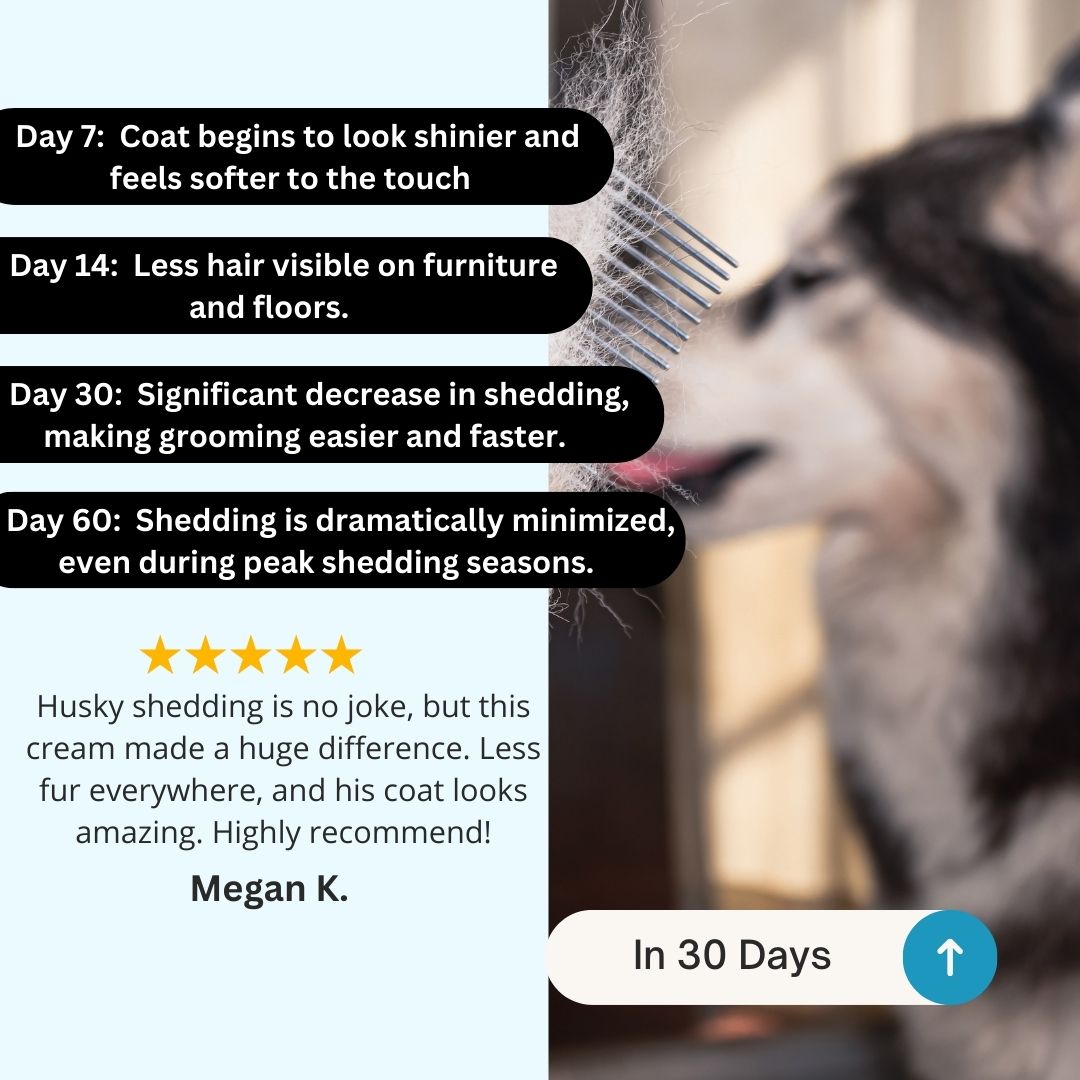 Day 7:  Coat begins to look shinier and
feels softer to the touch
Day 14:  Less hair visible on furniture
and floors.
Day 30:  Significant decrease in shedding,
making grooming easier and faster.
Day 60:  Shedding is dramatically minimized,
even during peak shedding seasons.
Husky shedding is no joke, but this
cream made a huge difference. Less
fur everywhere, and his coat looks
amazing. Highly recommend!
Megan K.
In 30 Days